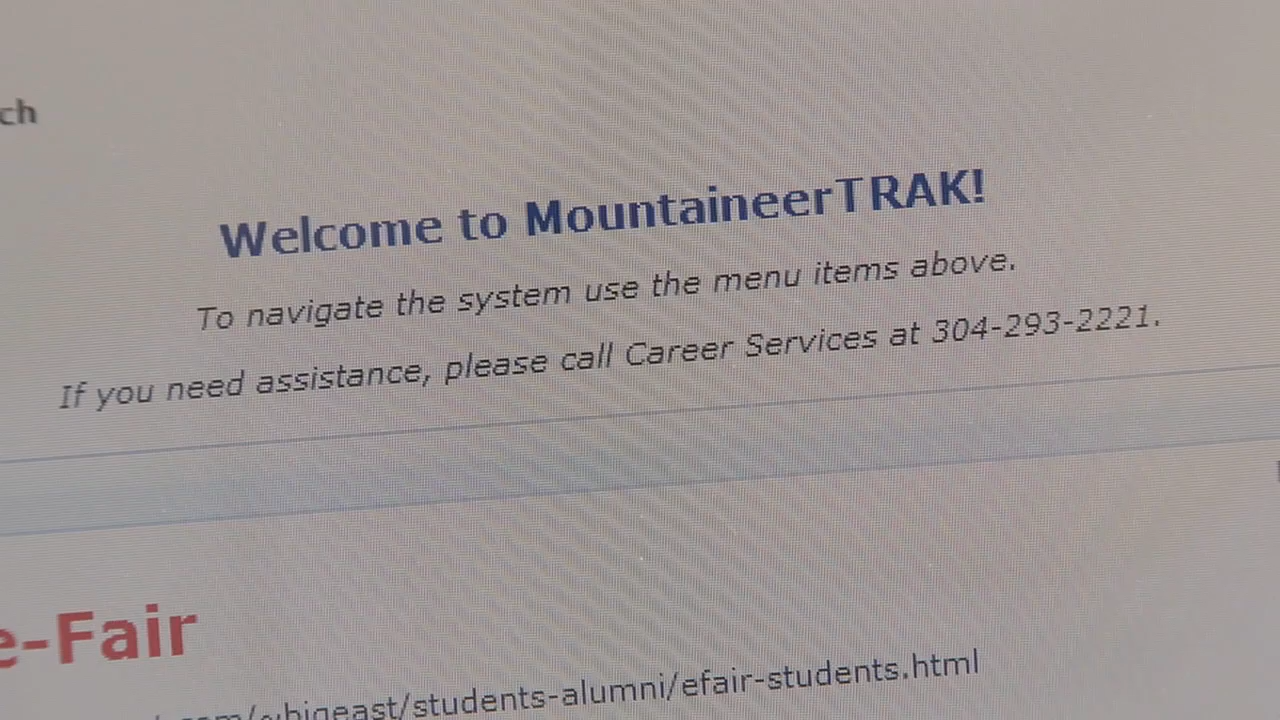 ch
Welcome to MountaineerTRAK!
To navigate the system use the menu items above.
If you need assistance, please call Career Services at 304-293-2221.
e-Fair
/students-alumni/efair-students.html